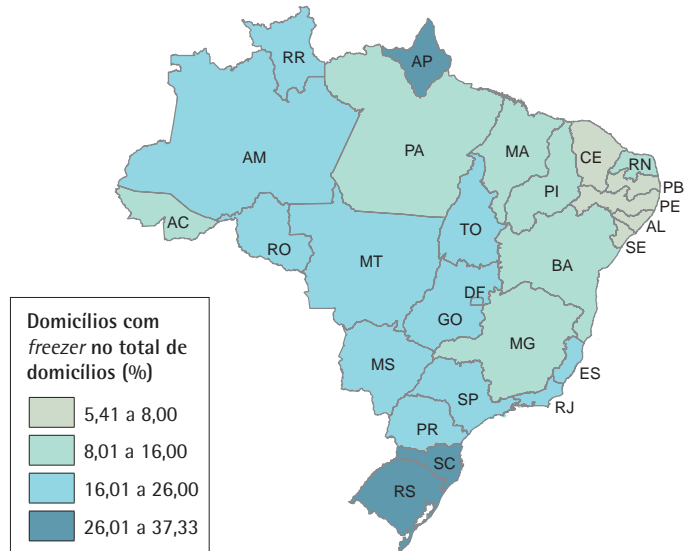 RR
AP
AM
PA
MA
CE
RN
PI
PB
PE
AL
SE
AC
RO
MT
TO
BA
DF
GO
MG
MS
ES
SP
RJ
PR
SC
RS
Domicílios com
freezer no total de
domicílios (%)
5,41 a 8,00
8,01 a 16,00
16,01 a 26,00
26,01 a 37,33